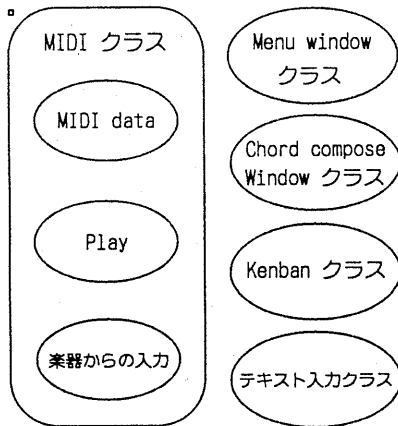 MIDI クラス
MIDI data
Play
楽器からの入力
Menu window
クラス
Chord compose
Window クラス
Kenban クラス
テキスト入力クラス